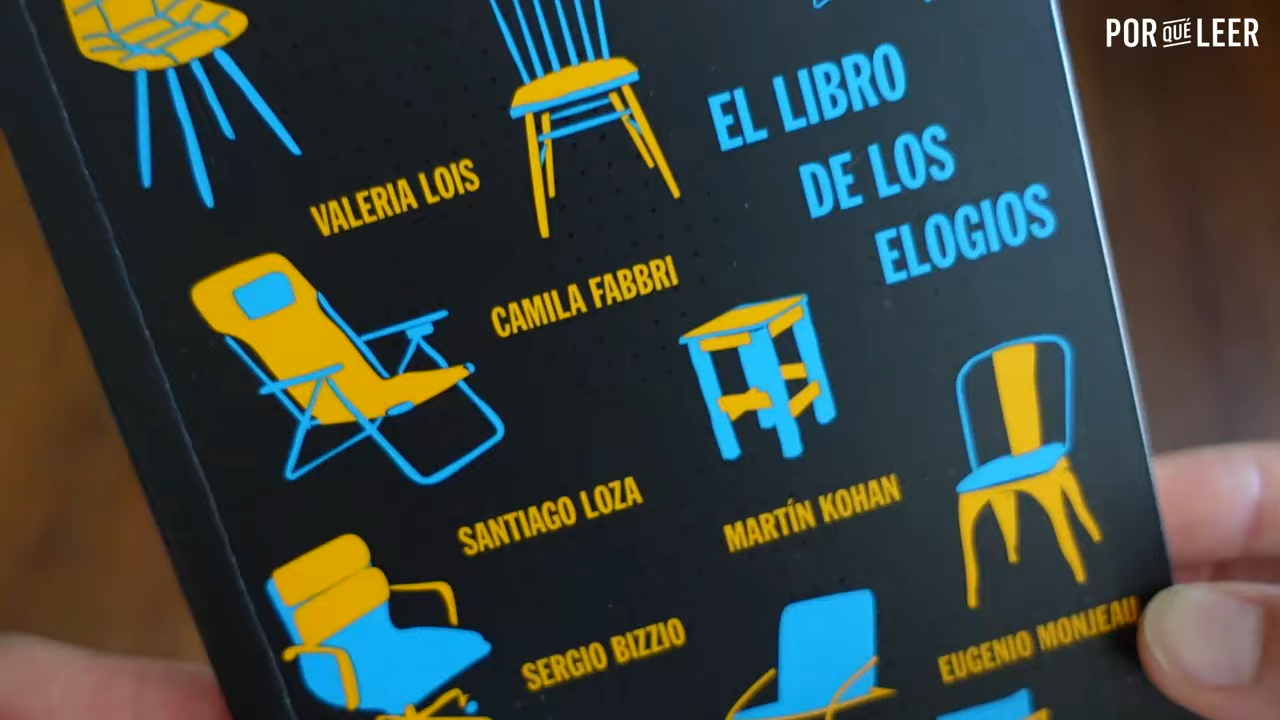 POR QUÉ LEER
EL LIBRO
DE LOS
ELOGIOS
VALERIA LOIS
CAMILA FABBRI
SANTIAGO LOZA
MARTÍN KOHAN
SERGIO BIZZIO
EUGENIO MONJEAU